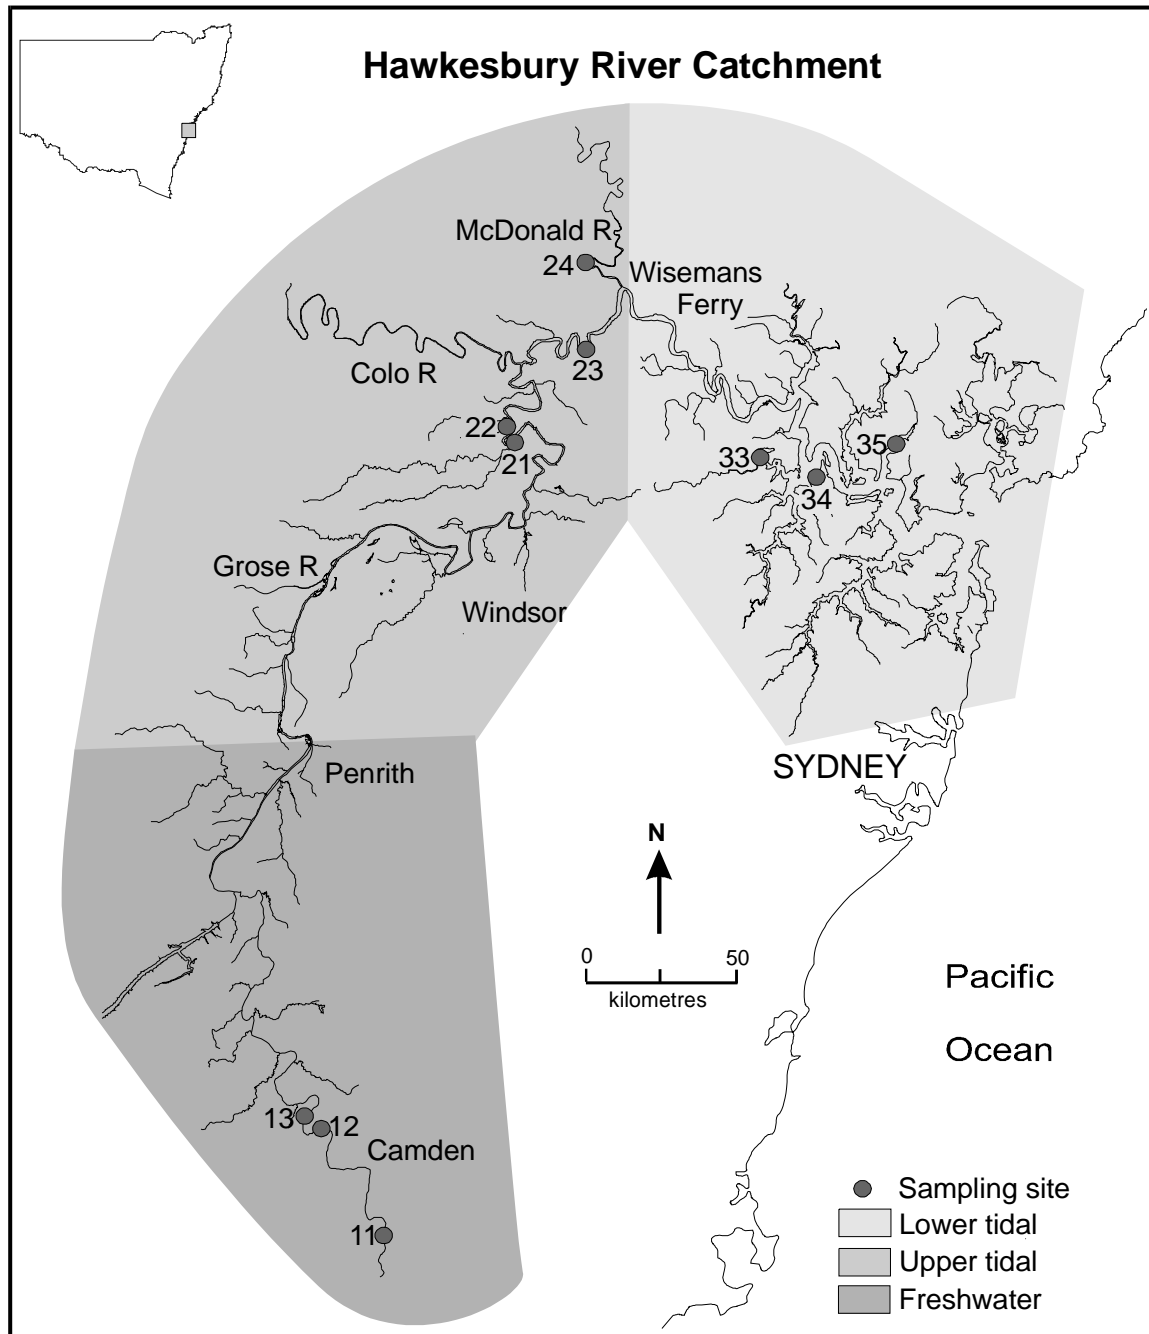 Hawkesbury River Catchment
McDonald R
24
Wisemans
Ferry
Colo R
23
22
21
33
34
35
Grose R
Windsor
Penrith
SYDNEY
N
0
50
kilometres
Pacific
Ocean
13
12
Camden
11
Sampling site
Lower tidal
Upper tidal
Freshwater